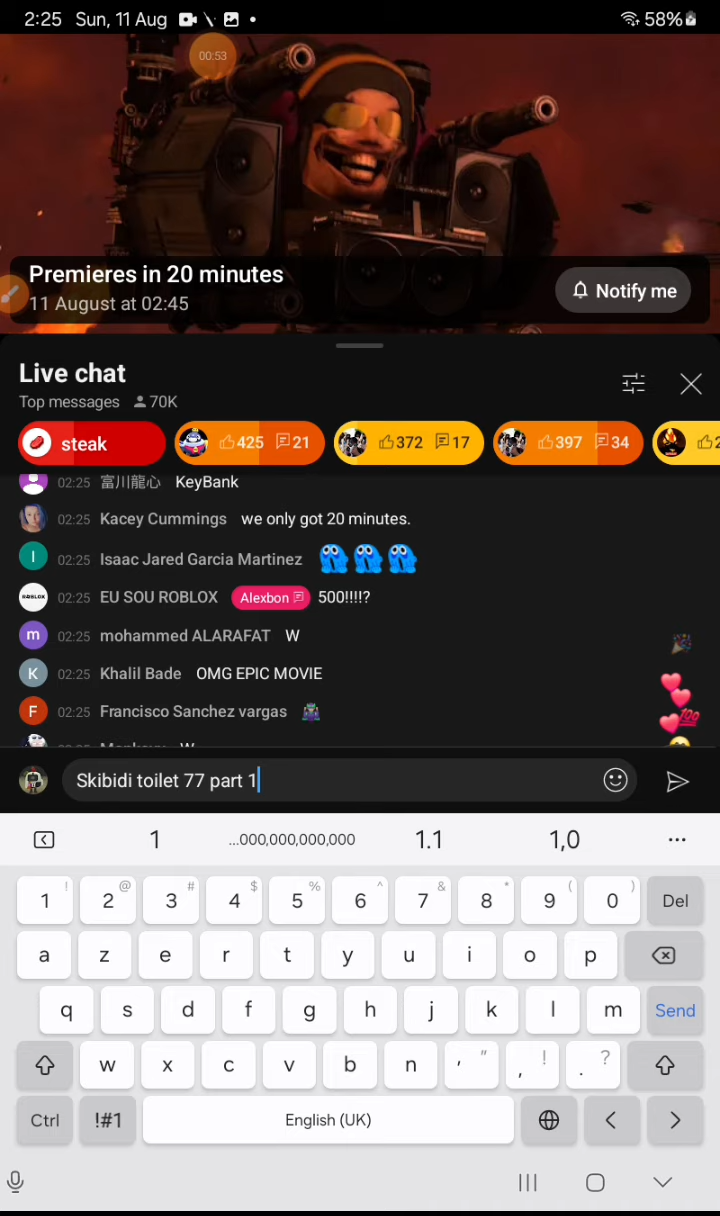 2:25 Sun, 11 Aug 58%
00:53
Premieres in 20 minutes
11 August at 02:45
Notify me
Live chat
Top messages 70K
steak 425 21 372 17 397 34
02:25 富川龍心 KeyBank
02:25 Kacey Cummings we only got 20 minutes.
I 02:25 Isaac Jared Garcia Martinez
ROBLOX 02:25 EU SOU ROBLOX Alexbon 500!!!!?
m 02:25 mohammed ALARAFAT W
K 02:25 Khalil Bade OMG EPIC MOVIE
F 02:25 Francisco Sanchez vargas
100
Skibidi toilet 77 part 1
1 ...000,000,000,000 1.1 1,0 ...
1 ! 2 @ 3 # 4 $ 5 % 6 ^ 7 & 8 * 9 ( 0 ) Del
a z e r t y u i o p
q s d f g h j k l m Send
w x c v b n ' " , ! . ?
Ctrl !#1 English (UK) < >